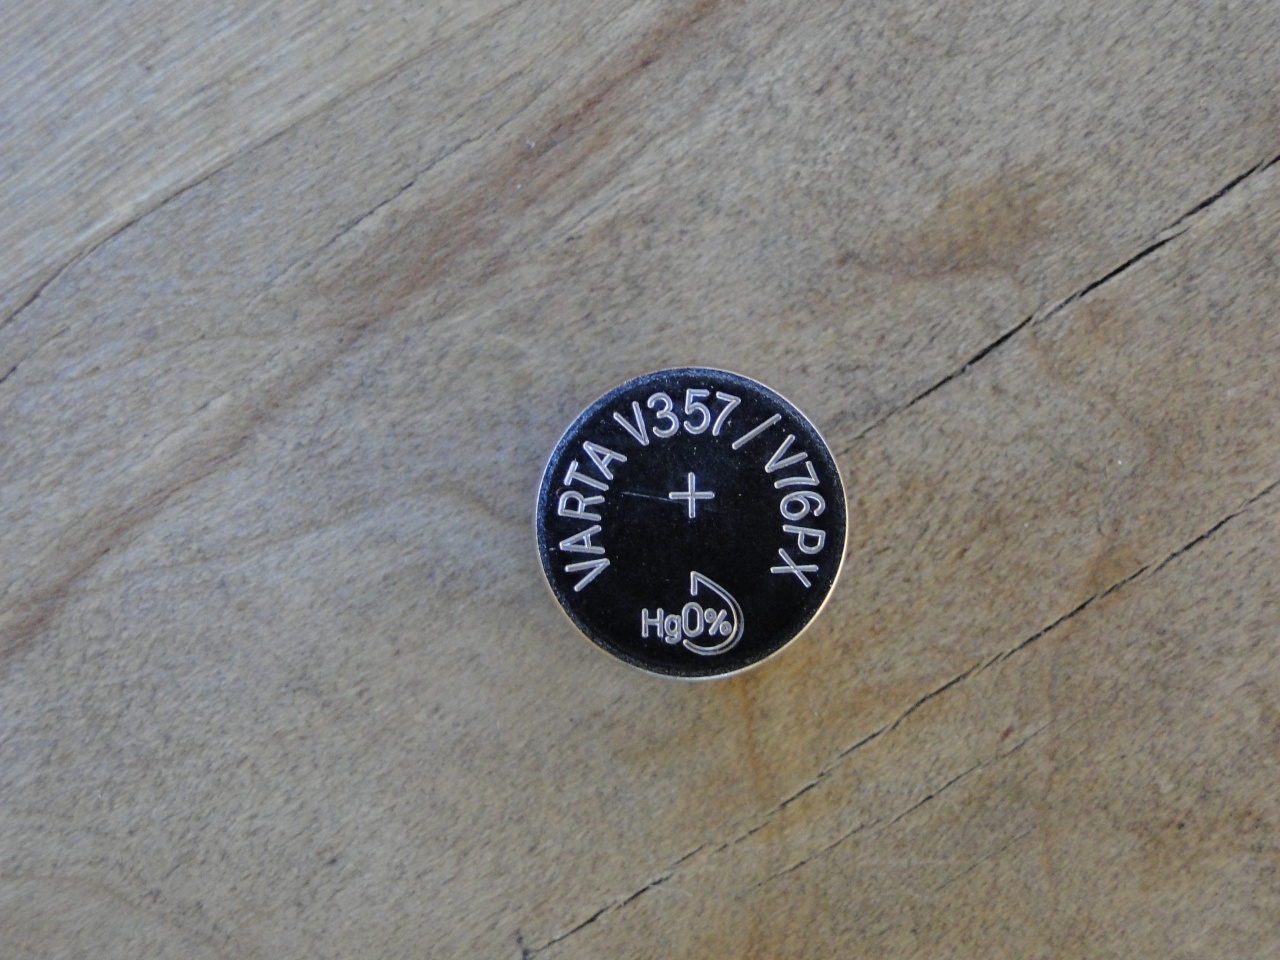 VARTA V357 / V76PX
+
Hg0%